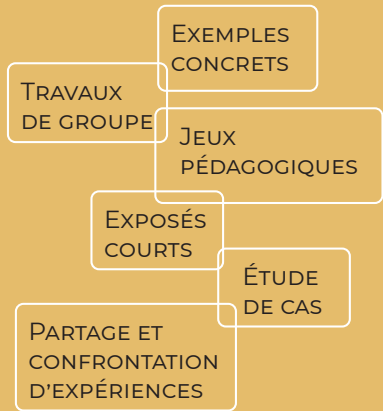 Exemples
concrets
Travaux
de groupe
Jeux
pédagogiques
Exposés
courts
Étude
de cas
Partage et
confrontation
d'expériences